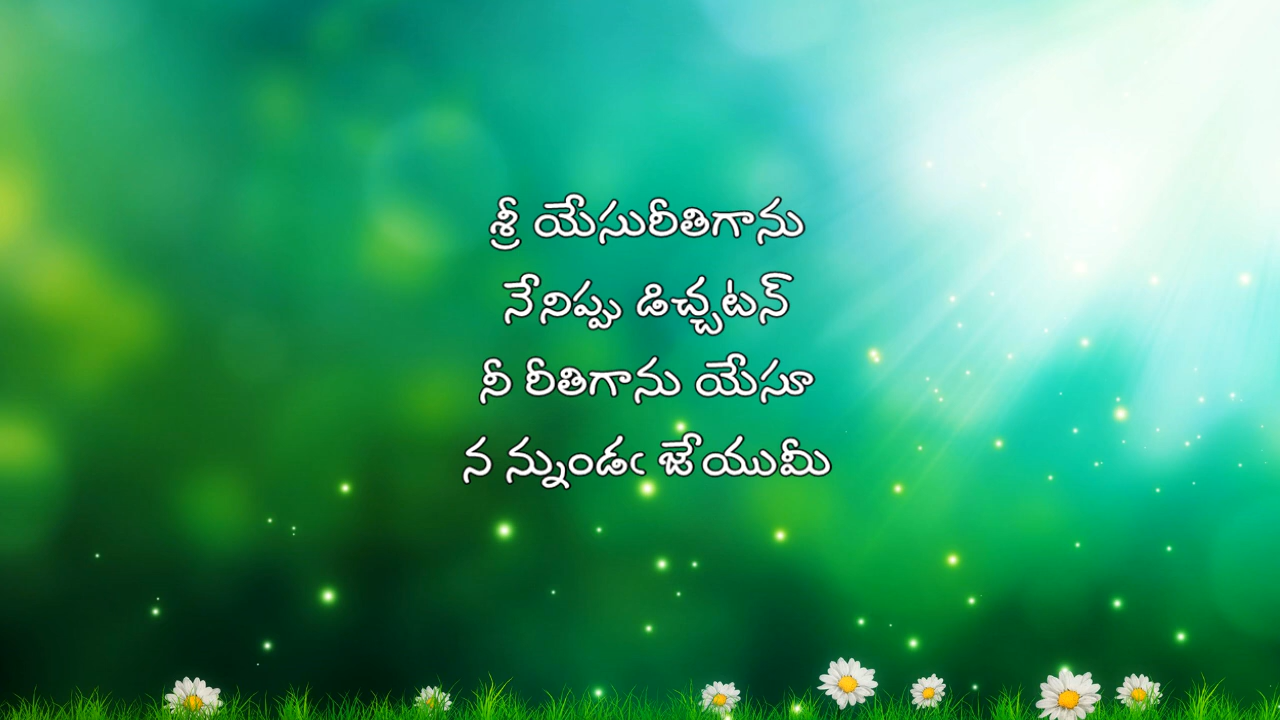 శ్రీ యేసురీతిగాను
నేనిప్పు డిచ్చటన్
నీ రీతిగాను యేసూ
న న్నుండఁ జేయుమీ